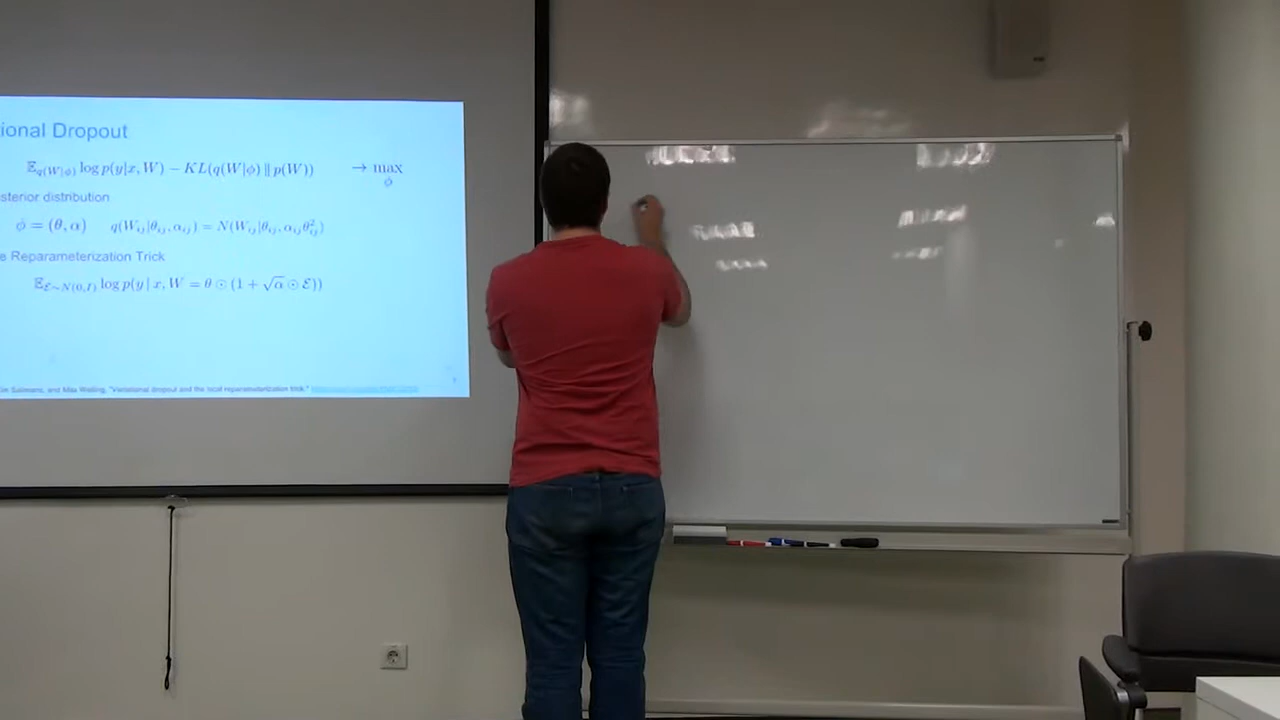 ional Dropout
𝔼_{q(W|ϕ)} log p(y|x, W) − KL(q(W|ϕ) ∥ p(W)) → max_ϕ
sterior distribution
ϕ = (θ, α) q(W_{ij}|θ_{ij}, α_{ij}) = N(W_{ij}|θ_{ij}, α_{ij}θ²_{ij})
e Reparameterization Trick
𝔼_{ℰ∼N(0,I)} log p(y | x, W = θ ⊙ (1 + √α ⊙ ℰ))
Salimans, and Max Welling. "Variational dropout and the local reparameterization trick."